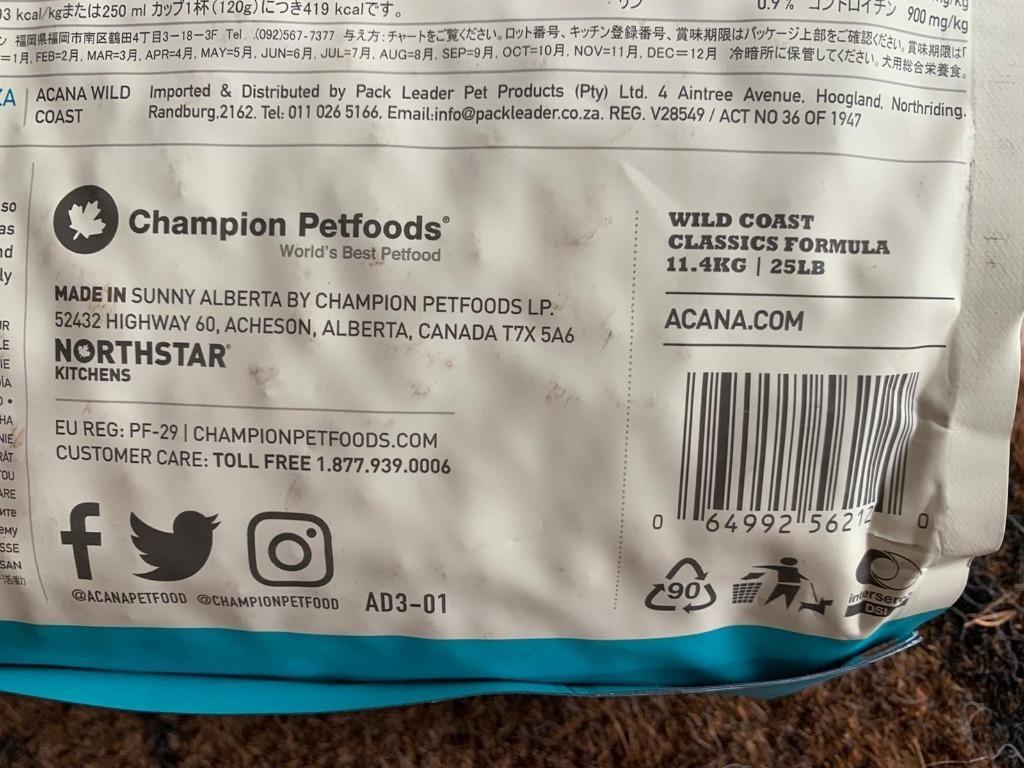 93 kcal/kgまたは250 ml カップ1杯(120g)につき419 kcalです。
0.9 % コンドロイチン 900 mg/kg
福岡県福岡市南区鶴田4丁目3-18-3F Tel .(092)567-7377 与え方:チャートをご覧ください。ロット番号、キッチン登録番号、賞味期限はパッケージ上部をご確認ください。賞味期限は「
=1月, FEB=2月, MAR=3月, APR=4月, MAY=5月, JUN=6月, JUL=7月, AUG=8月, SEP=9月, OCT=10月, NOV=11月, DEC=12月 冷暗所に保管してください。犬用総合栄養食。
ZA ACANA WILD COAST
Imported & Distributed by Pack Leader Pet Products (Pty) Ltd. 4 Aintree Avenue, Hoogland, Northriding.
Randburg.2162. Tel: 011 026 5166. Email:info@packleader.co.za. REG. V28549 / ACT NO 36 OF 1947
Champion Petfoods®
World's Best Petfood
MADE IN SUNNY ALBERTA BY CHAMPION PETFOODS LP.
52432 HIGHWAY 60, ACHESON, ALBERTA, CANADA T7X 5A6
NORTHSTAR®
KITCHENS
EU REG: PF-29 | CHAMPIONPETFOODS.COM
CUSTOMER CARE: TOLL FREE 1.877.939.0006
@ACANAPETFOOD @CHAMPIONPETFOOD AD3-01
WILD COAST
CLASSICS FORMULA
11.4KG | 25LB
ACANA.COM
0 64992 56212 0
90
interseroh
DSD